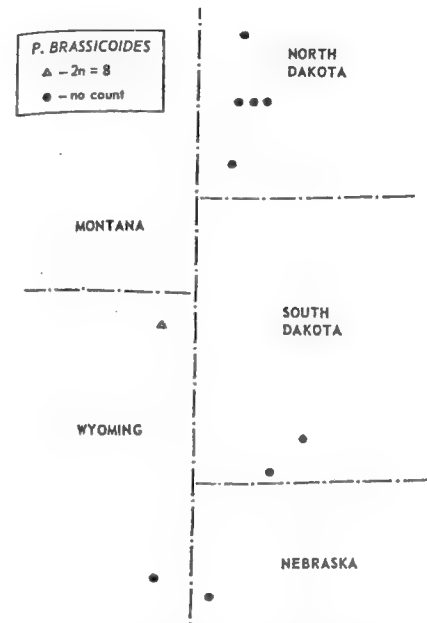 P. BRASSICOIDES
▲ – 2n = 8
● – no count
NORTH
DAKOTA
MONTANA
SOUTH
DAKOTA
WYOMING
NEBRASKA